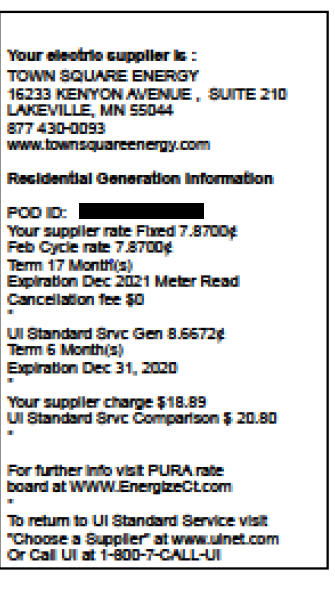 Your electric supplier is :
TOWN SQUARE ENERGY
16233 KENYON AVENUE , SUITE 210
LAKEVILLE, MN 55044
877 430-0093
www.townsquareenergy.com
Residential Generation Information
POD ID:
Your supplier rate Fixed 7.8700¢
Feb Cycle rate 7.8700¢
Term 17 Month(s)
Expiration Dec 2021 Meter Read
Cancellation fee $0
*
UI Standard Srvc Gen 8.6672¢
Term 6 Month(s)
Expiration Dec 31, 2020
*
Your supplier charge $18.89
UI Standard Srvc Comparison $ 20.80
*
For further info visit PURA rate
board at WWW.EnergizeCt.com
*
To return to UI Standard Service visit
"Choose a Supplier" at www.uinet.com
Or Call UI at 1-800-7-CALL-UI